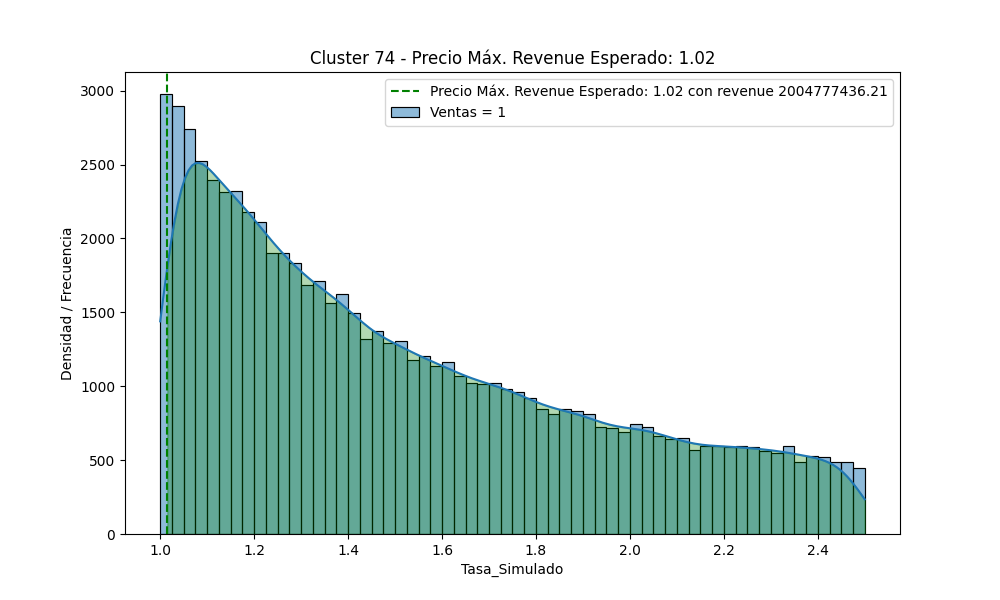 Cluster 74 - Precio Máx. Revenue Esperado: 1.02
Precio Máx. Revenue Esperado: 1.02 con revenue 2004777436.21
Ventas = 1
Densidad / Frecuencia
3000
2500
2000
1500
1000
500
0
1.0 1.2 1.4 1.6 1.8 2.0 2.2 2.4
Tasa_Simulado